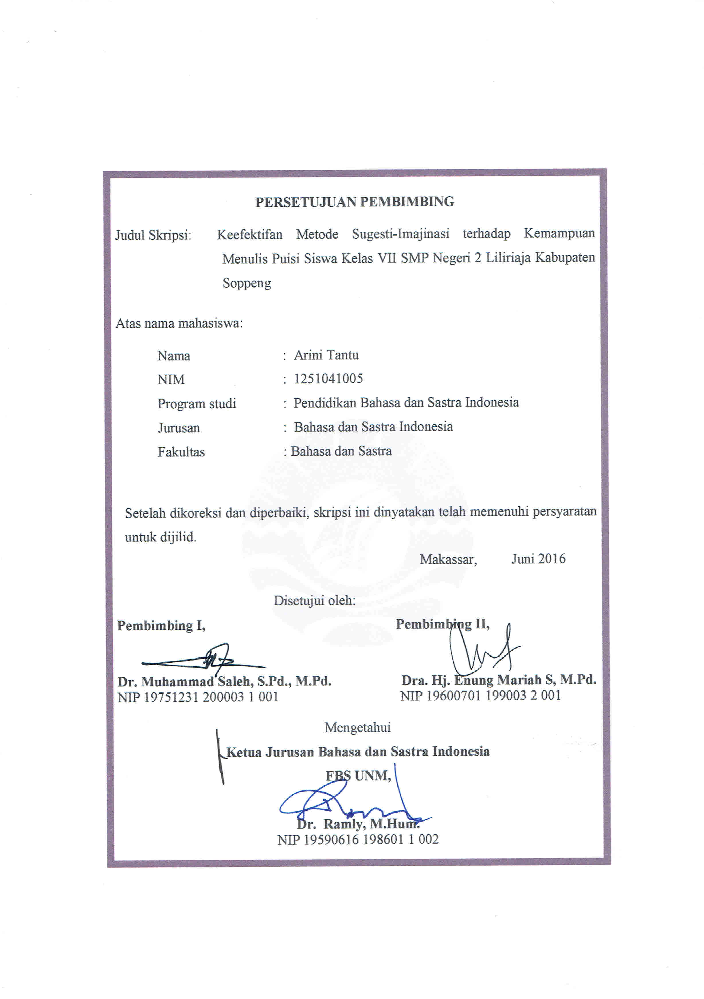 PERSETUJUAN PEMBIMBING
Judul Skripsi: Keefektifan Metode Sugesti-Imajinasi terhadap Kemampuan
Menulis Puisi Siswa Kelas VII SMP Negeri 2 Liliriaja Kabupaten
Soppeng
Atas nama mahasiswa:
Nama : Arini Tantu
NIM : 1251041005
Program studi : Pendidikan Bahasa dan Sastra Indonesia
Jurusan : Bahasa dan Sastra Indonesia
Fakultas : Bahasa dan Sastra
Setelah dikoreksi dan diperbaiki, skripsi ini dinyatakan telah memenuhi persyaratan
untuk dijilid.
Makassar, Juni 2016
Disetujui oleh:
Pembimbing I, Pembimbing II,
Dr. Muhammad Saleh, S.Pd., M.Pd. Dra. Hj. Enung Mariah S, M.Pd.
NIP 19751231 200003 1 001 NIP 19600701 199003 2 001
Mengetahui
Ketua Jurusan Bahasa dan Sastra Indonesia
FBS UNM,
Dr. Ramly, M.Hum.
NIP 19590616 198601 1 002